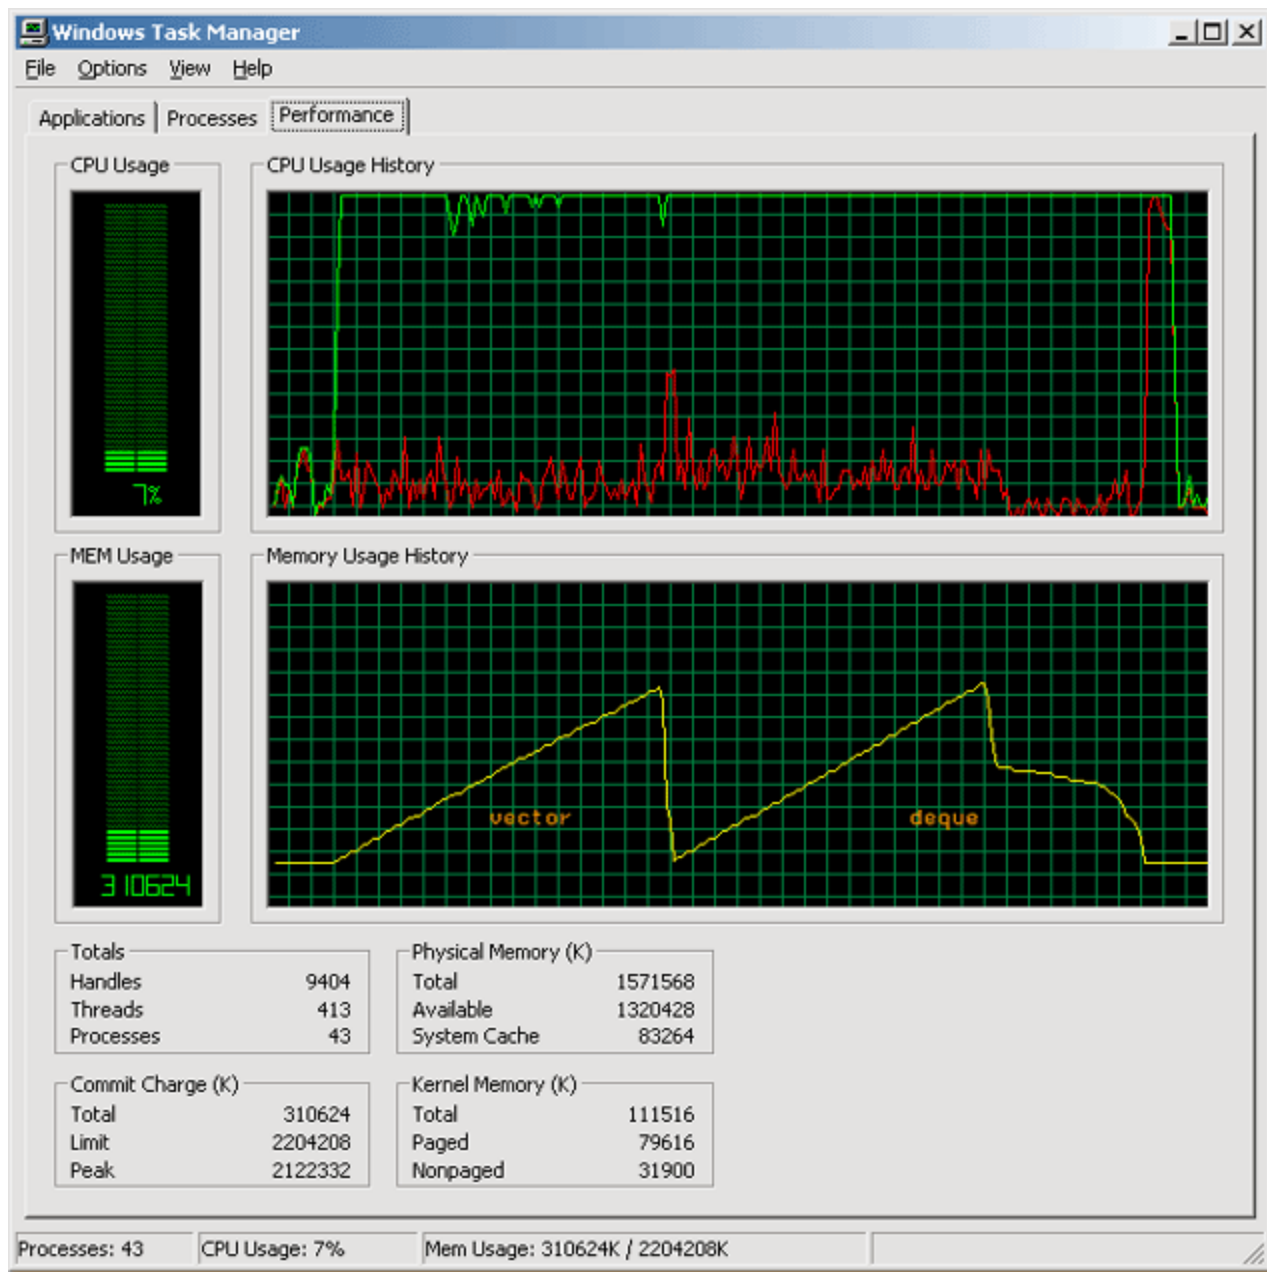 Windows Task Manager
File Options View Help
Applications Processes Performance
CPU Usage
7%
CPU Usage History
MEM Usage
310624
Memory Usage History
vector
deque
Totals
Handles 9404
Threads 413
Processes 43
Physical Memory (K)
Total 1571568
Available 1320428
System Cache 83264
Commit Charge (K)
Total 310624
Limit 2204208
Peak 2122332
Kernel Memory (K)
Total 111516
Paged 79616
Nonpaged 31900
Processes: 43 CPU Usage: 7% Mem Usage: 310624K / 2204208K